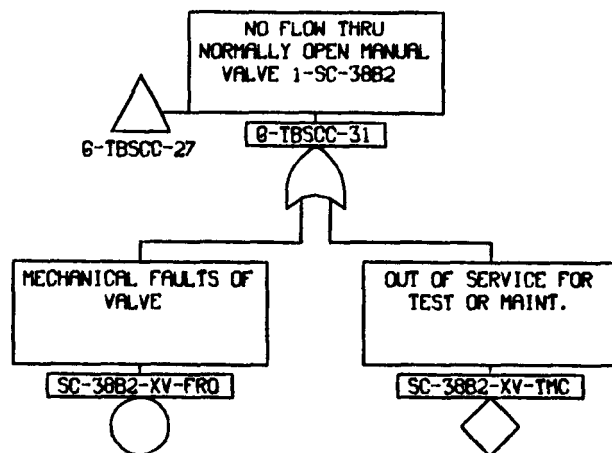 NO FLOW THRU
NORMALLY OPEN MANUAL
VALVE 1-SC-38B2
G-TBSCC-27
G-TBSCC-31
MECHANICAL FAULTS OF
VALVE
OUT OF SERVICE FOR
TEST OR MAINT.
SC-38B2-XV-FRO
SC-38B2-XV-TMC